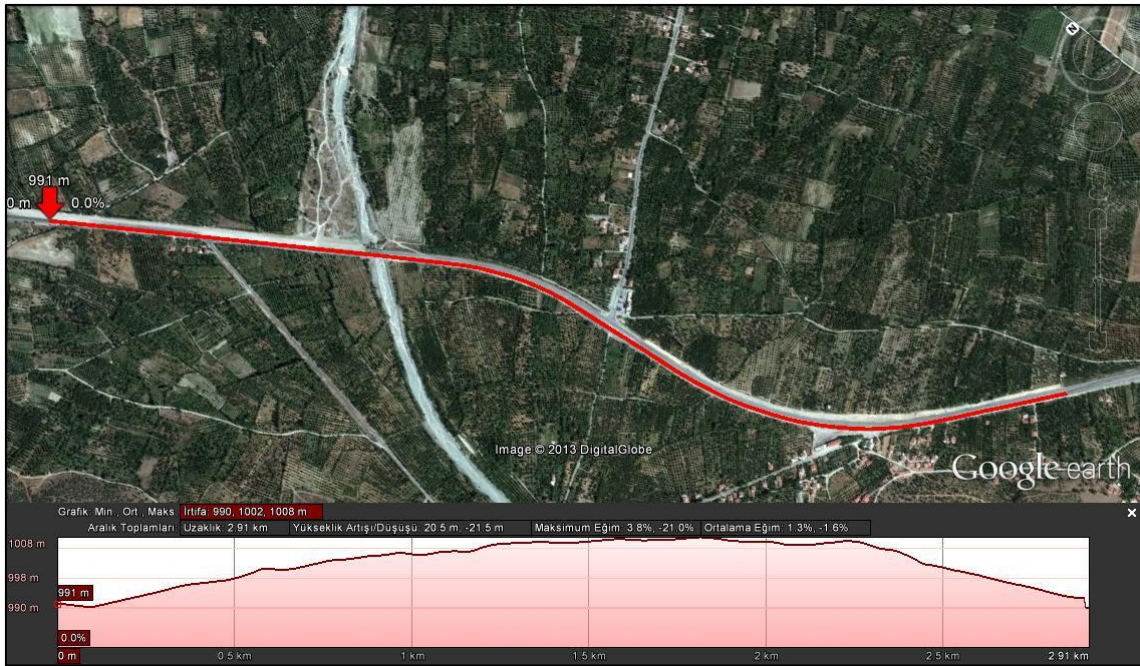 N
991 m
0 m 0.0%
Image © 2013 DigitalGlobe
Google earth
Grafik: Min., Ort., Maks. İrtifa: 990, 1002, 1008 m
Aralık Toplamları: Uzaklık: 2.91 km Yükseklik Artışı/Düşüşü: 20.5 m, -21.5 m Maksimum Eğim: 3.8%, -21.0% Ortalama Eğim: 1.3%, -1.6%
1008 m
998 m
991 m
990 m
0.0%
0 m 0.5 km 1 km 1.5 km 2 km 2.5 km 2.91 km